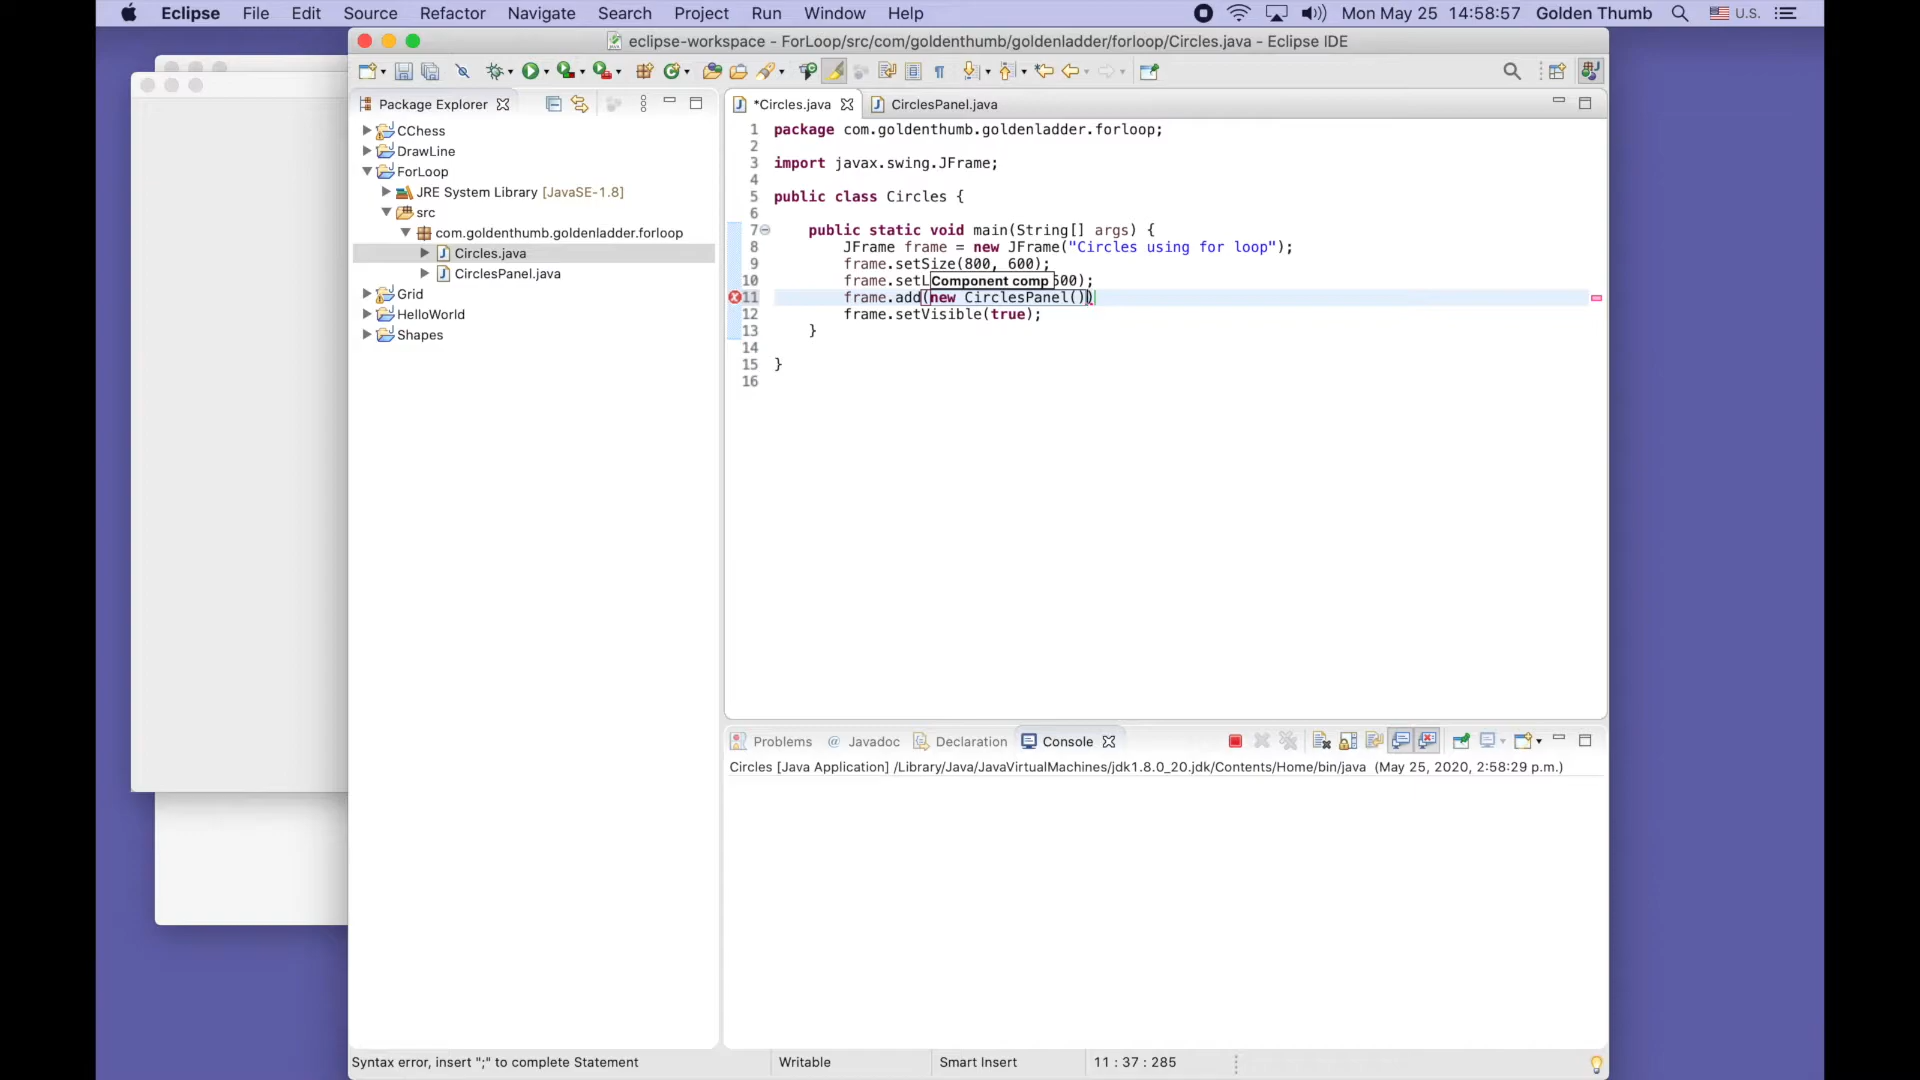 Eclipse File Edit Source Refactor Navigate Search Project Run Window Help Mon May 25 14:58:57 Golden Thumb U.S.
eclipse-workspace - ForLoop/src/com/goldenthumb/goldenladder/forloop/Circles.java - Eclipse IDE
Package Explorer
CChess
DrawLine
ForLoop
JRE System Library [JavaSE-1.8]
src
com.goldenthumb.goldenladder.forloop
Circles.java
CirclesPanel.java
Grid
HelloWorld
Shapes
*Circles.java CirclesPanel.java
1 package com.goldenthumb.goldenladder.forloop;
2
3 import javax.swing.JFrame;
4
5 public class Circles {
6
7 public static void main(String[] args) {
8 JFrame frame = new JFrame("Circles using for loop");
9 frame.setSize(800, 600);
10 frame.setL Component comp 600);
11 frame.add(new CirclesPanel())
12 frame.setVisible(true);
13 }
14
15 }
16
Problems @ Javadoc Declaration Console
Circles [Java Application] /Library/Java/JavaVirtualMachines/jdk1.8.0_20.jdk/Contents/Home/bin/java (May 25, 2020, 2:58:29 p.m.)
Syntax error, insert ";" to complete Statement Writable Smart Insert 11 : 37 : 285